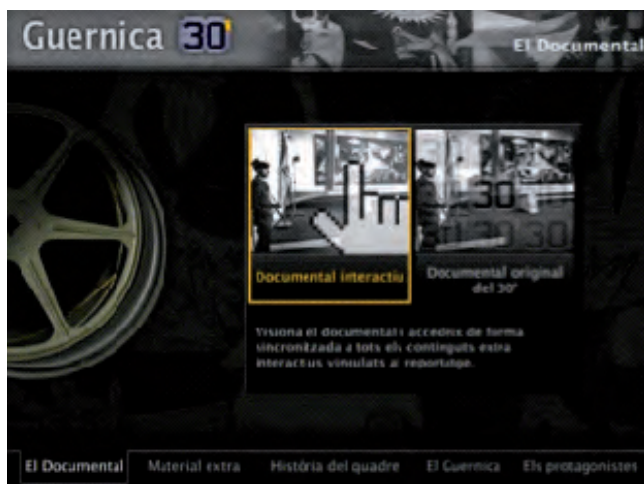 Guernica 30'
El Documental
Documental interactiu
Documental original
del 30'
Visiona el documental i accedeix de forma
sincronitzada a tots els continguts extra
interactius vinculats al reportatge.
El Documental Material extra Història del quadre El Guernica Els protagonistes